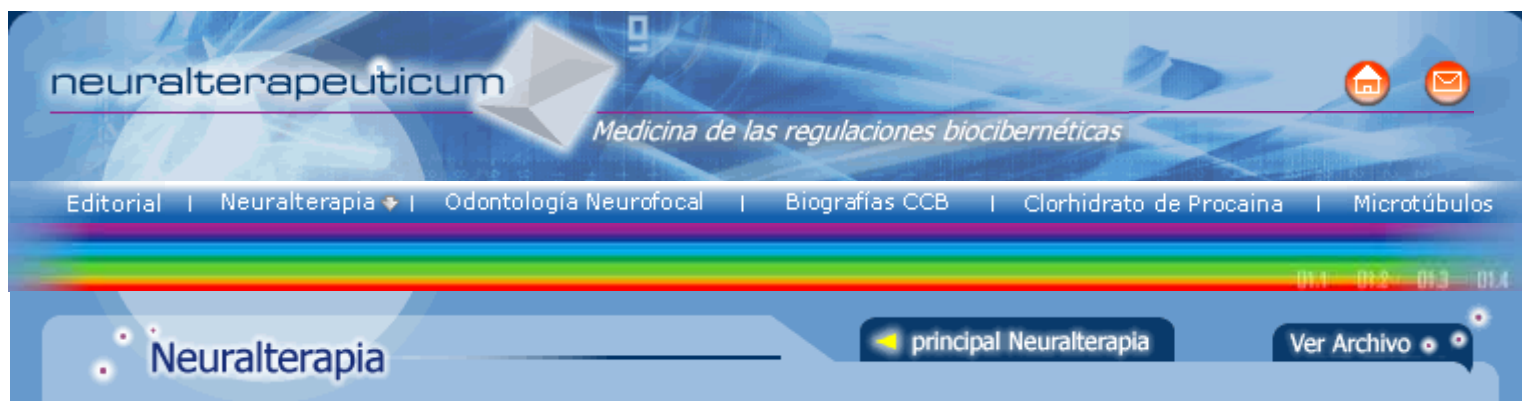 neuralterapeuticum
Medicina de las regulaciones biocibernéticas
Editorial | Neuralterapia | Odontología Neurofocal | Biografías CCB | Clorhidrato de Procaina | Microtúbulos
01.1 01.2 01.3 01.4
Neuralterapia
principal Neuralterapia
Ver Archivo